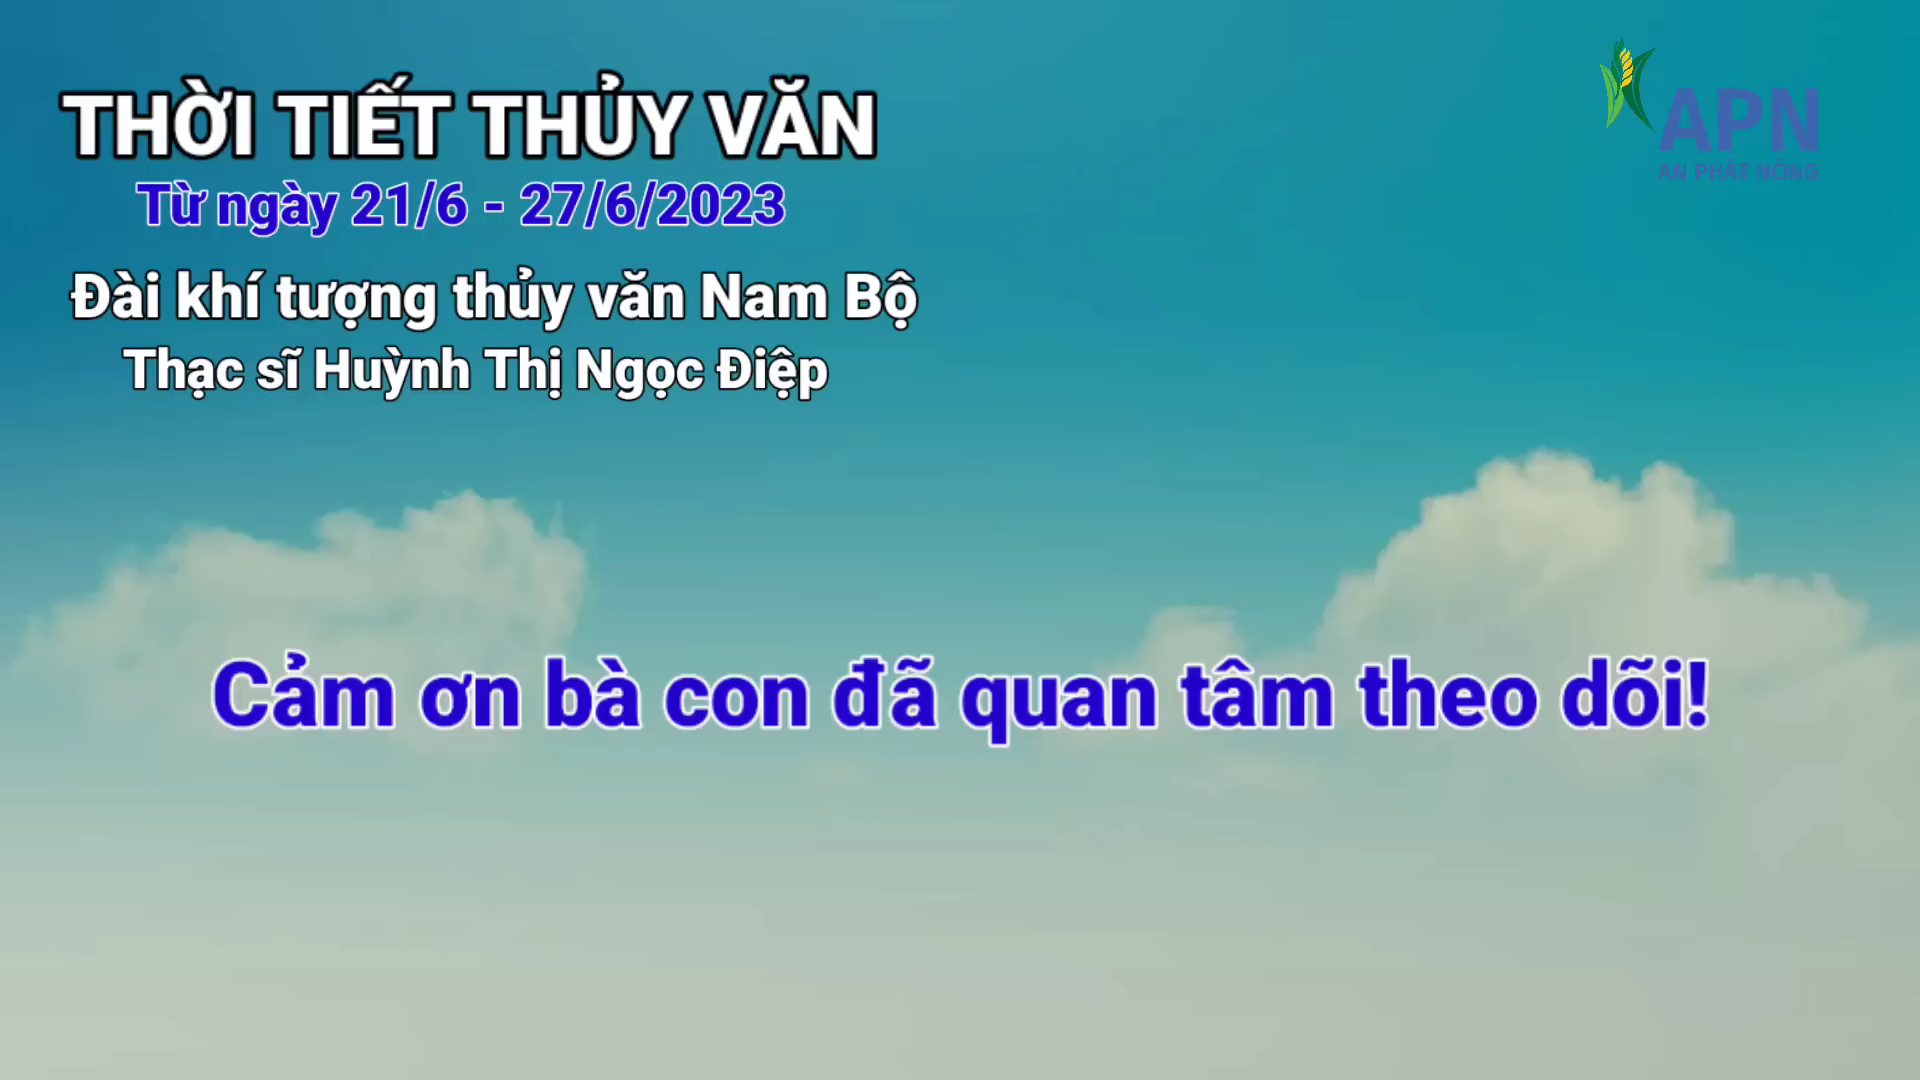 THỜI TIẾT THỦY VĂN
Từ ngày 21/6 - 27/6/2023
Đài khí tượng thủy văn Nam Bộ
Thạc sĩ Huỳnh Thị Ngọc Điệp
APN
AN PHÁT NÔNG
Cảm ơn bà con đã quan tâm theo dõi!